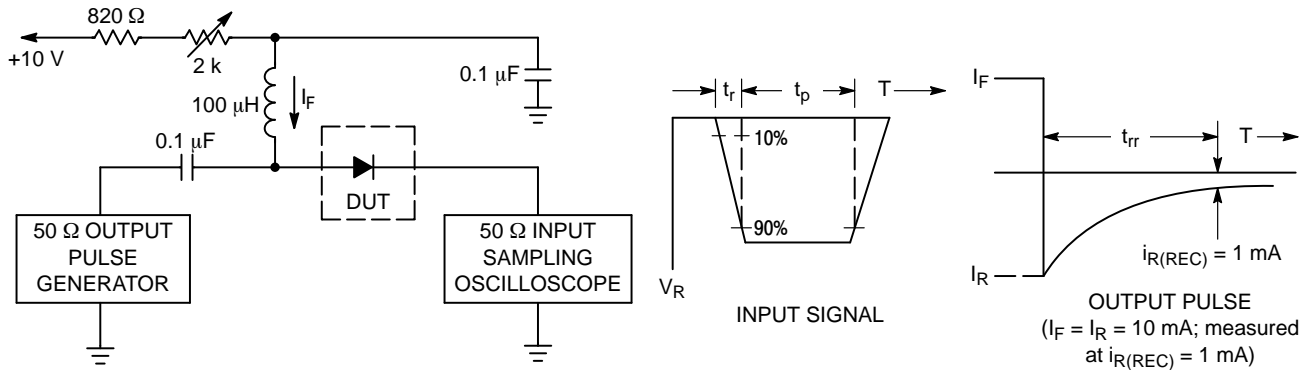 820 Ω
+10 V
2 k
100 μH
I_F
0.1 μF
0.1 μF
DUT
50 Ω OUTPUT
PULSE
GENERATOR
50 Ω INPUT
SAMPLING
OSCILLOSCOPE
t_r
t_p
T
10%
90%
V_R
INPUT SIGNAL
I_F
t_rr
T
I_R
i_R(REC) = 1 mA
OUTPUT PULSE
(I_F = I_R = 10 mA; measured
at i_R(REC) = 1 mA)